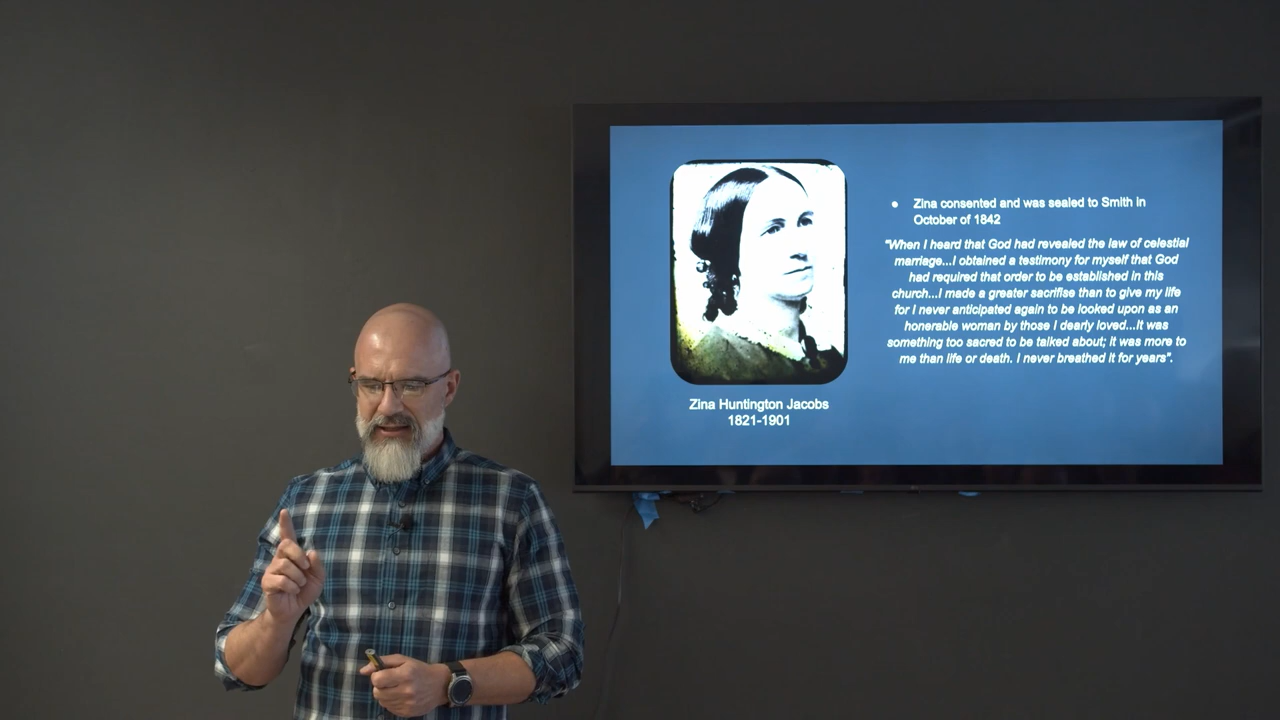 Zina consented and was sealed to Smith in
October of 1842
"When I heard that God had revealed the law of celestial
marriage...I obtained a testimony for myself that God
had required that order to be established in this
church...I made a greater sacrifise than to give my life
for I never anticipated again to be looked upon as an
honerable woman by those I dearly loved...It was
something too sacred to be talked about; it was more to
me than life or death. I never breathed it for years".
Zina Huntington Jacobs
1821-1901